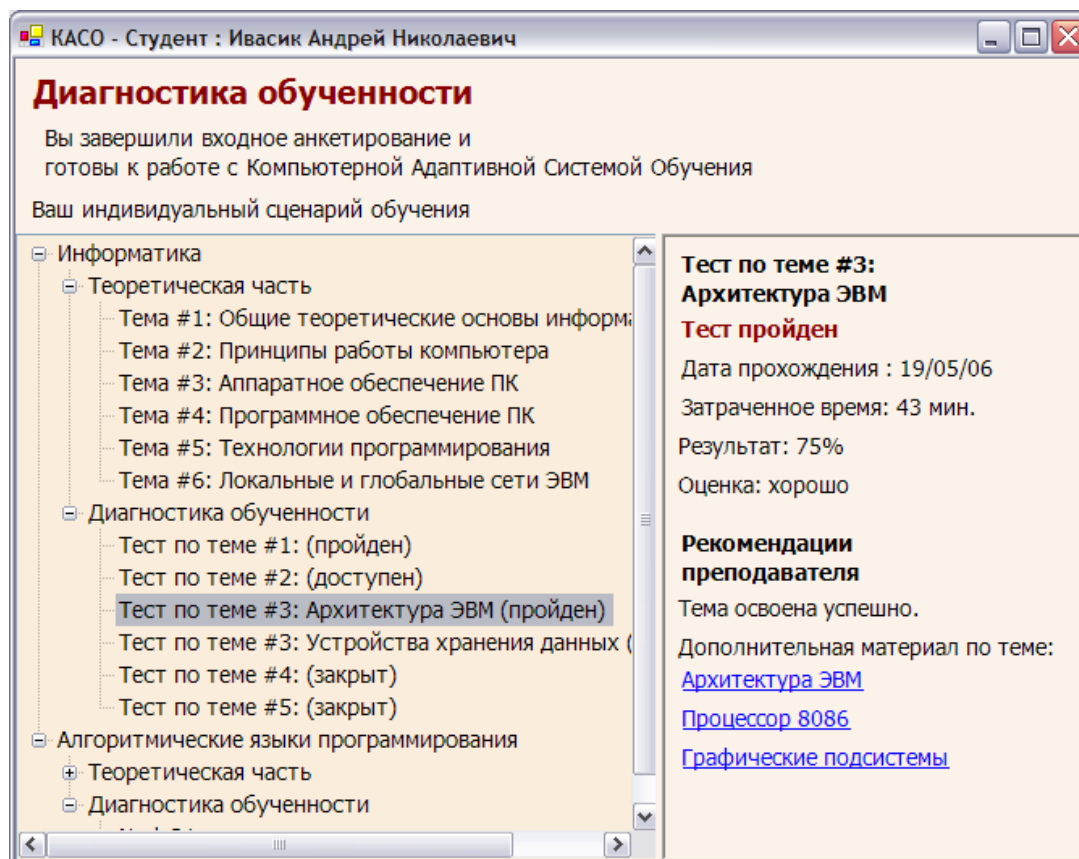 КАСО - Студент : Ивасик Андрей Николаевич
Диагностика обученности
Вы завершили входное анкетирование и
готовы к работе с Компьютерной Адаптивной Системой Обучения
Ваш индивидуальный сценарий обучения
Информатика
Теоретическая часть
Тема #1: Общие теоретические основы информа
Тема #2: Принципы работы компьютера
Тема #3: Аппаратное обеспечение ПК
Тема #4: Программное обеспечение ПК
Тема #5: Технологии программирования
Тема #6: Локальные и глобальные сети ЭВМ
Диагностика обученности
Тест по теме #1: (пройден)
Тест по теме #2: (доступен)
Тест по теме #3: Архитектура ЭВМ (пройден)
Тест по теме #3: Устройства хранения данных (
Тест по теме #4: (закрыт)
Тест по теме #5: (закрыт)
Алгоритмические языки программирования
Теоретическая часть
Диагностика обученности
Тест по теме #3:
Архитектура ЭВМ
Тест пройден
Дата прохождения : 19/05/06
Затраченное время: 43 мин.
Результат: 75%
Оценка: хорошо
Рекомендации
преподавателя
Тема освоена успешно.
Дополнительная материал по теме:
Архитектура ЭВМ
Процессор 8086
Графические подсистемы